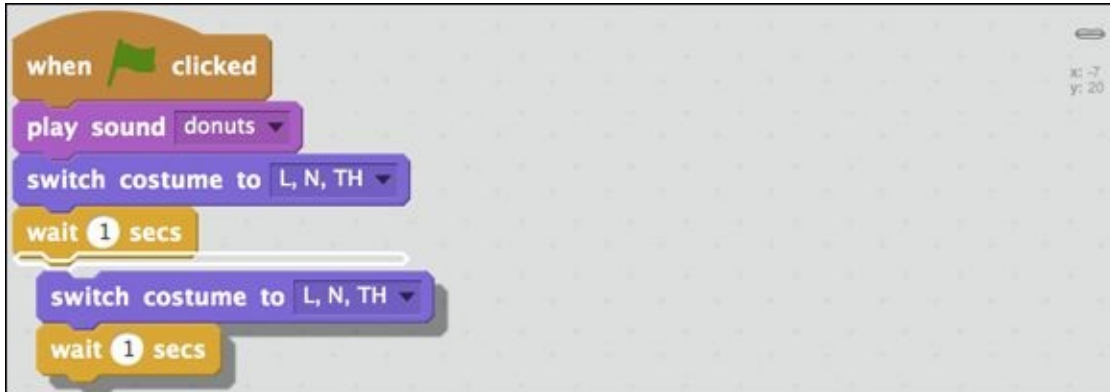 when clicked
play sound donuts
switch costume to L, N, TH
wait 1 secs
switch costume to L, N, TH
wait 1 secs
x: -7
y: 20